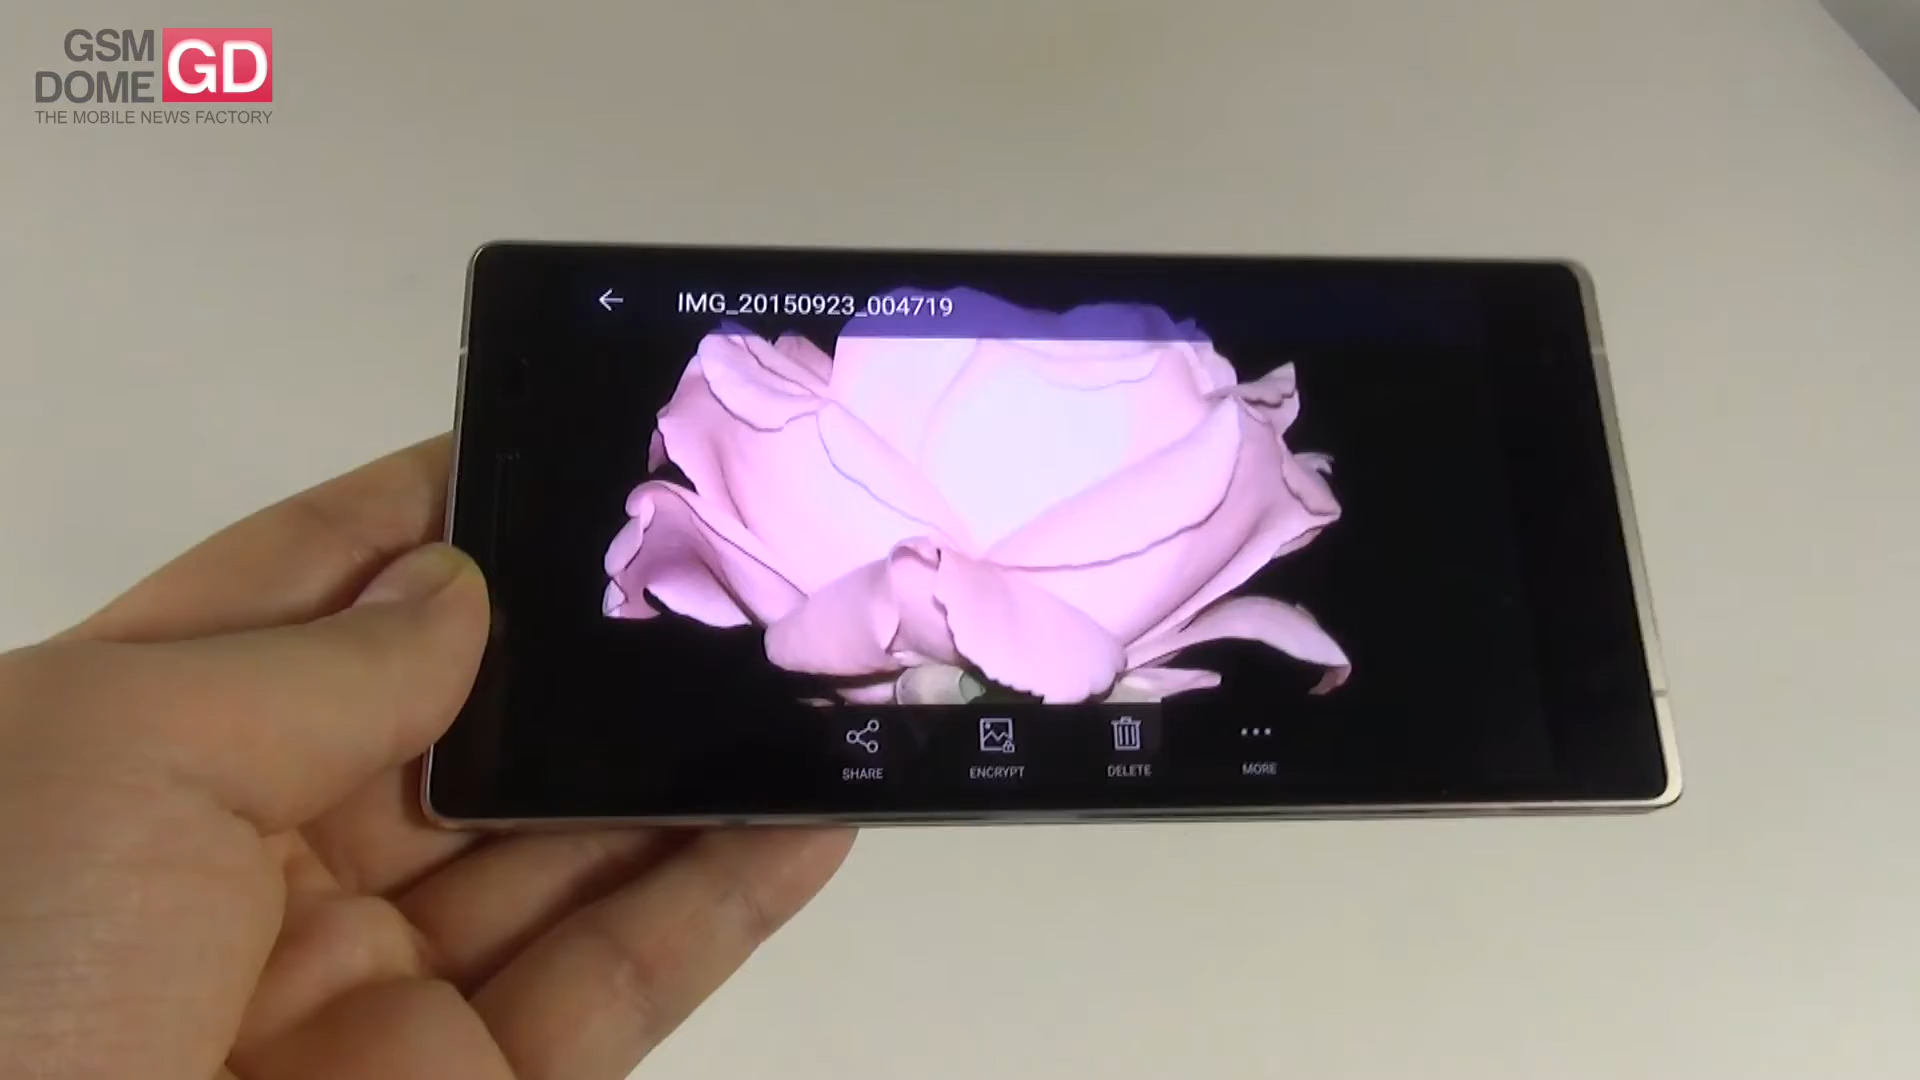 GSM
DOME
GD
THE MOBILE NEWS FACTORY
IMG_20150923_004719
SHARE
ENCRYPT
DELETE
MORE